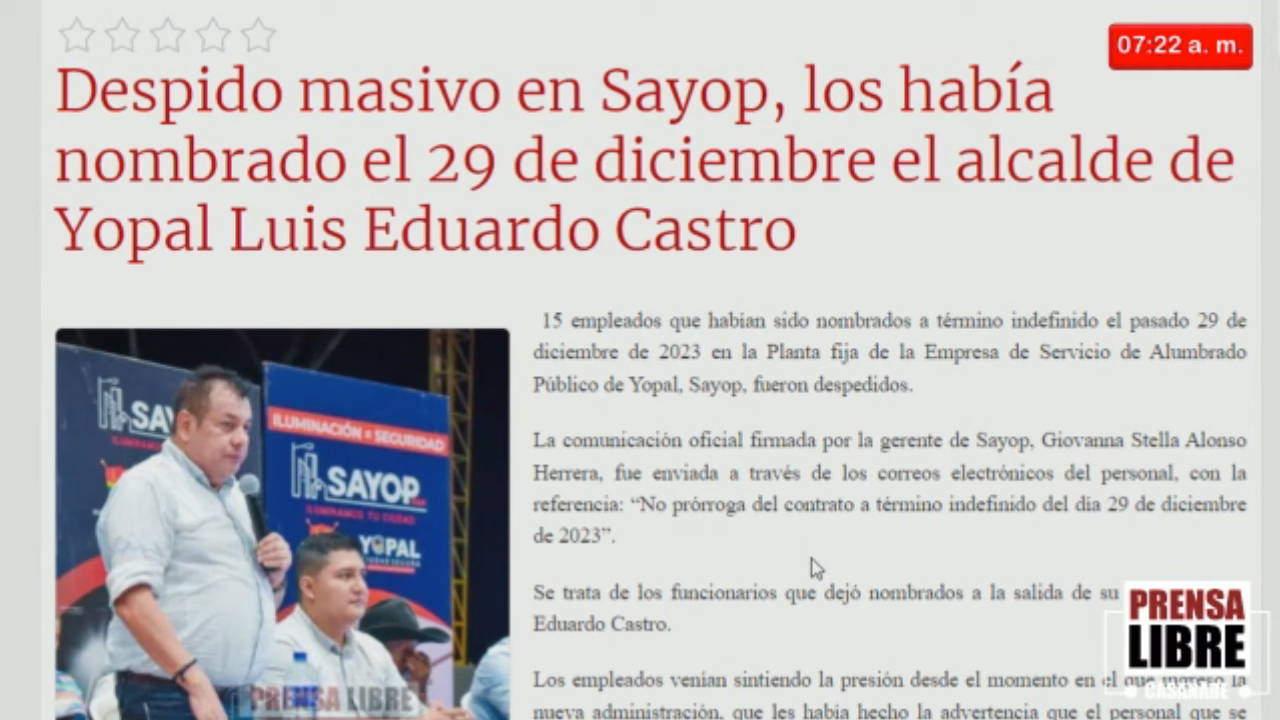 07:22 a. m.
Despido masivo en Sayop, los había
nombrado el 29 de diciembre el alcalde de
Yopal Luis Eduardo Castro
15 empleados que habían sido nombrados a término indefinido el pasado 29 de
diciembre de 2023 en la Planta fija de la Empresa de Servicio de Alumbrado
Público de Yopal, Sayop, fueron despedidos.
La comunicación oficial firmada por la gerente de Sayop, Giovanna Stella Alonso
Herrera, fue enviada a través de los correos electrónicos del personal, con la
referencia: “No prórroga del contrato a término indefinido del día 29 de diciembre
de 2023”.
Se trata de los funcionarios que dejó nombrados a la salida de su
Eduardo Castro.
Los empleados venían sintiendo la presión desde el momento en el que ingresó la
nueva administración, que les había hecho la advertencia que el personal que se
SAY
ILUMINACIÓN = SEGURIDAD
SAYOP
ILUMINAMOS TU CIUDAD
YOPAL
CIUDAD SEGURA
PRENSA LIBRE
PRENSA
LIBRE
CASANARE